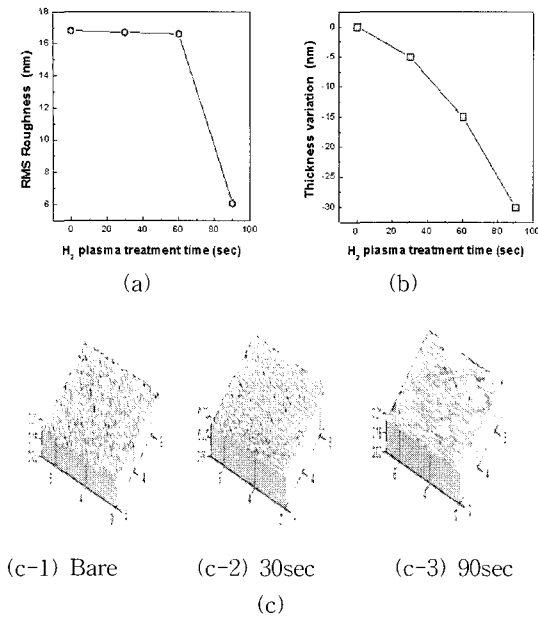 18
16
14
12
10
8
6
0 20 40 60 80 100
RMS Roughness (nm)
H₂ plasma treatment time (sec)
(a)
0
-5
-10
-15
-20
-25
-30
0 20 40 60 80 100
Thickness variation (nm)
H₂ plasma treatment time (sec)
(b)
(c-1) Bare
(c-2) 30sec
(c-3) 90sec
(c)